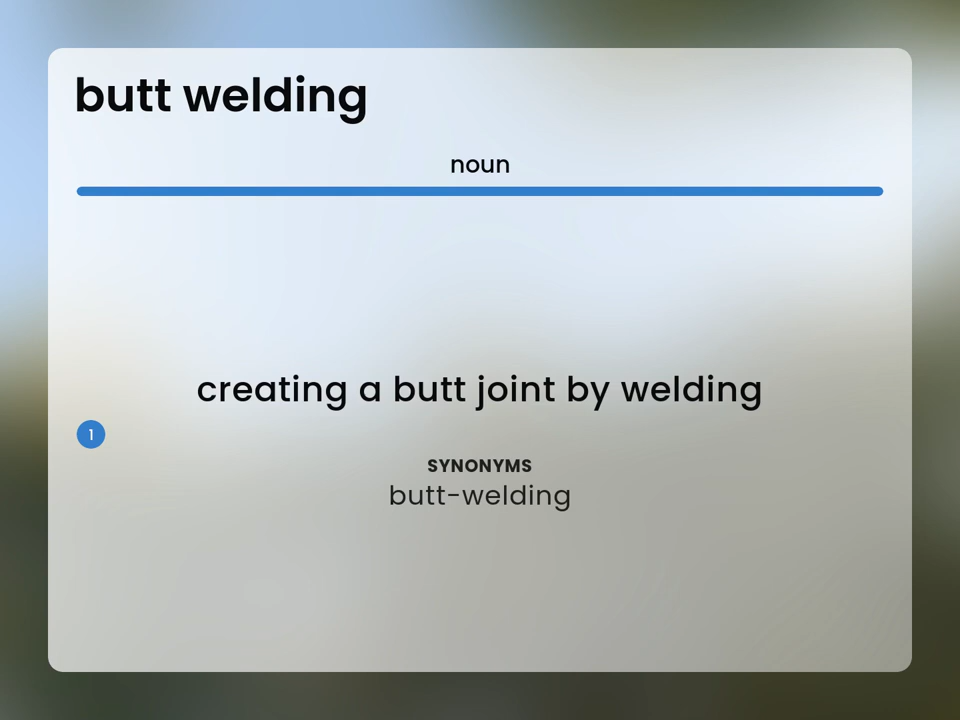 butt welding
noun
creating a butt joint by welding
1
SYNONYMS
butt-welding